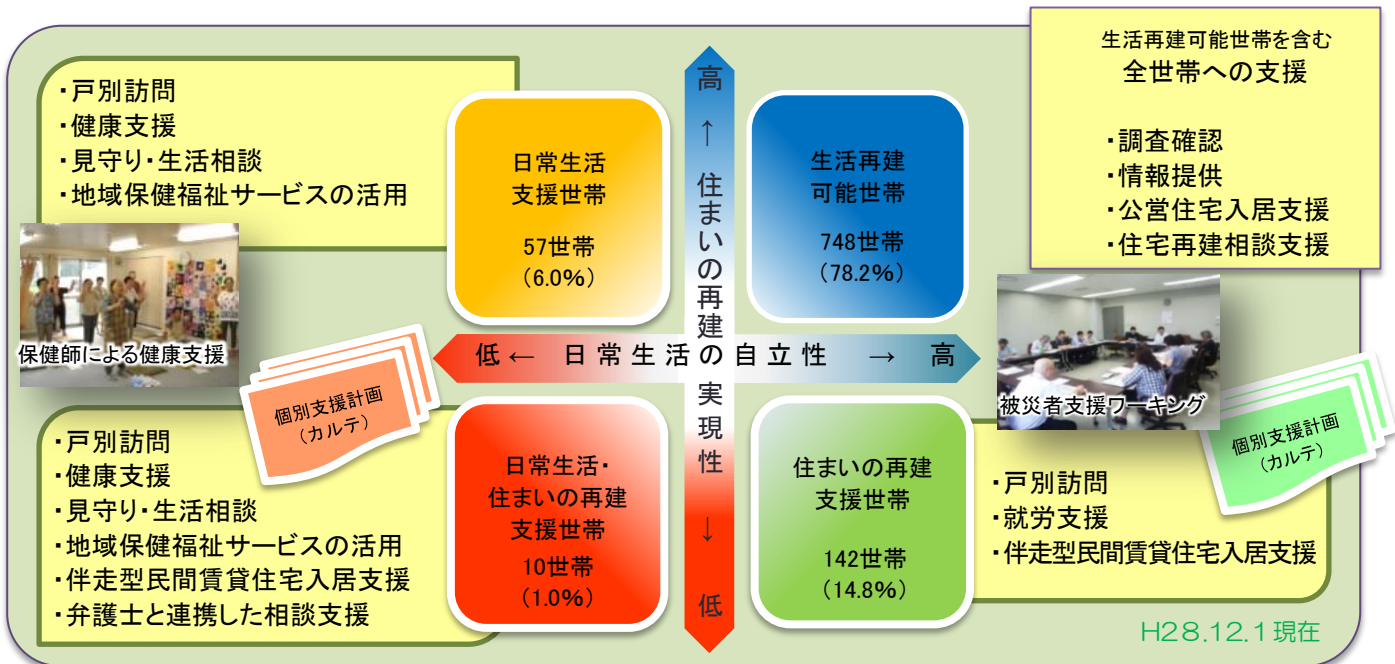 ・戸別訪問
・健康支援
・見守り・生活相談
・地域保健福祉サービスの活用
保健師による健康支援
日常生活
支援世帯
57世帯
(6.0%)
高 ↑ 住まいの再建の実現性 ↓ 低
生活再建
可能世帯
748世帯
(78.2%)
生活再建可能世帯を含む
全世帯への支援
・調査確認
・情報提供
・公営住宅入居支援
・住宅再建相談支援
低 ← 日常生活の自立性 → 高
被災者支援ワーキング
個別支援計画
(カルテ)
・戸別訪問
・健康支援
・見守り・生活相談
・地域保健福祉サービスの活用
・伴走型民間賃貸住宅入居支援
・弁護士と連携した相談支援
日常生活・
住まいの再建
支援世帯
10世帯
(1.0%)
住まいの再建
支援世帯
142世帯
(14.8%)
個別支援計画
(カルテ)
・戸別訪問
・就労支援
・伴走型民間賃貸住宅入居支援
H28.12.1現在